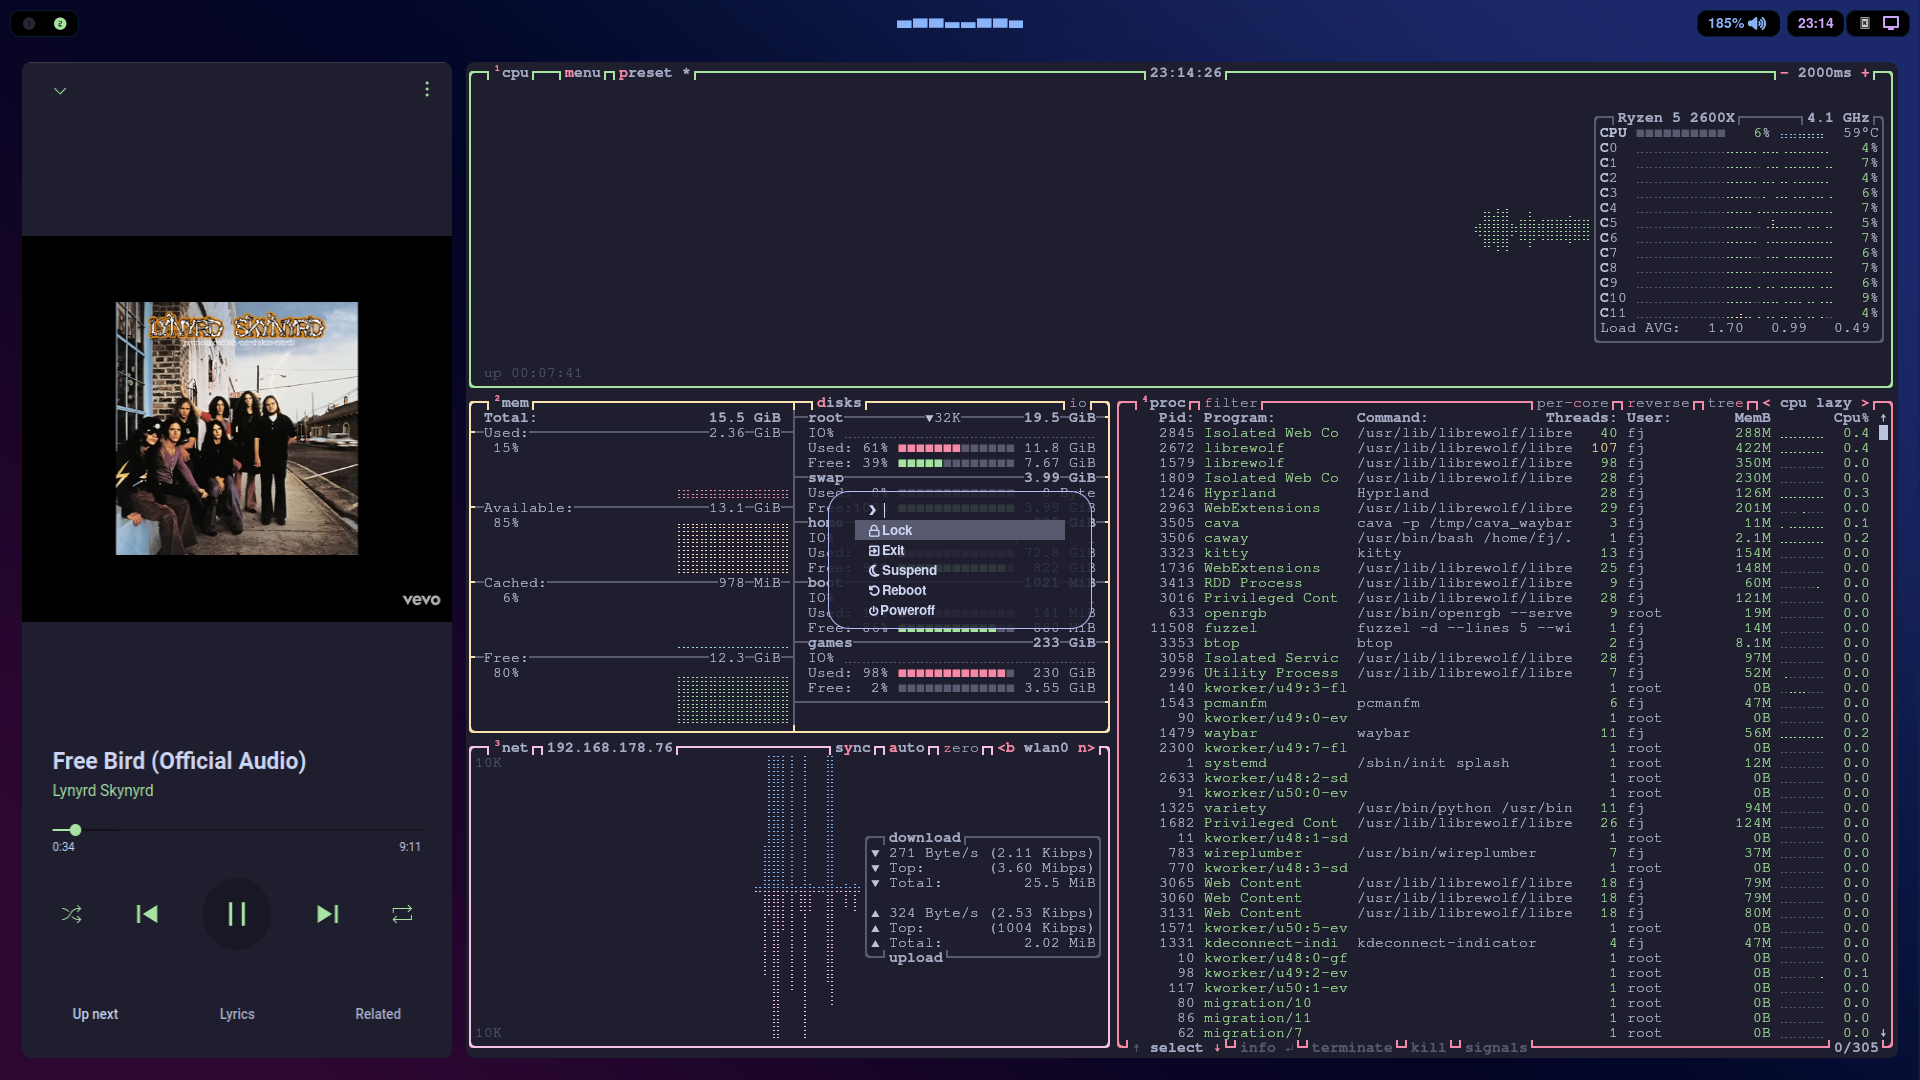 1 2
185% 23:14
LYNYRD SKYNYRD
vevo
Free Bird (Official Audio)
Lynyrd Skynyrd
0:34 9:11
Up next Lyrics Related
1cpu menu preset * 23:14:26 - 2000ms +
Ryzen 5 2600X 4.1 GHz
CPU 6% 59°C
C0 4%
C1 7%
C2 4%
C3 6%
C4 7%
C5 5%
C6 7%
C7 6%
C8 7%
C9 6%
C10 9%
C11 4%
Load AVG: 1.70 0.99 0.49
up 00:07:41
2mem
Total: 15.5 GiB
Used: 2.36 GiB
15%
Available: 13.1 GiB
85%
Cached: 978 MiB
6%
Free: 12.3 GiB
80%
disks io
root ▼32K 19.5 GiB
IO%
Used: 61% 11.8 GiB
Free: 39% 7.67 GiB
swap 3.99 GiB
Used: 0% 0 Byte
Free:10 3.99 GiB
hom GiB
IO
Used 72.8 GiB
Free: 822 GiB
boot 1021 MiB
IO
Used: 141 MiB
Free: 86% 880 MiB
games 233 GiB
IO%
Used: 98% 230 GiB
Free: 2% 3.55 GiB
❯
Lock
Exit
Suspend
Reboot
Poweroff
3net 192.168.178.76 sync auto zero <b wlan0 n>
10K
download
▼ 271 Byte/s (2.11 Kibps)
▼ Top: (3.60 Mibps)
▼ Total: 25.5 MiB
▲ 324 Byte/s (2.53 Kibps)
▲ Top: (1004 Kibps)
▲ Total: 2.02 MiB
upload
10K
4proc filter per-core reverse tree < cpu lazy >
Pid: Program: Command: Threads: User: MemB Cpu% ↑
2845 Isolated Web Co /usr/lib/librewolf/libre 40 fj 288M 0.4
2672 librewolf /usr/lib/librewolf/libre 107 fj 422M 0.4
1579 librewolf /usr/lib/librewolf/libre 98 fj 350M 0.0
1809 Isolated Web Co /usr/lib/librewolf/libre 28 fj 230M 0.0
1246 Hyprland Hyprland 28 fj 126M 0.3
2963 WebExtensions /usr/lib/librewolf/libre 29 fj 201M 0.0
3505 cava cava -p /tmp/cava_waybar 3 fj 11M 0.1
3506 caway /usr/bin/bash /home/fj/. 1 fj 2.1M 0.2
3323 kitty kitty 13 fj 154M 0.0
1736 WebExtensions /usr/lib/librewolf/libre 25 fj 148M 0.0
3413 RDD Process /usr/lib/librewolf/libre 9 fj 60M 0.0
3016 Privileged Cont /usr/lib/librewolf/libre 28 fj 121M 0.0
633 openrgb /usr/bin/openrgb --serve 9 root 19M 0.0
11508 fuzzel fuzzel -d --lines 5 --wi 1 fj 14M 0.0
3353 btop btop 2 fj 8.1M 0.0
3058 Isolated Servic /usr/lib/librewolf/libre 28 fj 97M 0.0
2996 Utility Process /usr/lib/librewolf/libre 7 fj 52M 0.0
140 kworker/u49:3-fl 1 root 0B 0.0
1543 pcmanfm pcmanfm 6 fj 47M 0.0
90 kworker/u49:0-ev 1 root 0B 0.0
1479 waybar waybar 11 fj 56M 0.2
2300 kworker/u49:7-fl 1 root 0B 0.0
1 systemd /sbin/init splash 1 root 12M 0.0
2633 kworker/u48:2-sd 1 root 0B 0.0
91 kworker/u50:0-ev 1 root 0B 0.0
1325 variety /usr/bin/python /usr/bin 11 fj 94M 0.0
1682 Privileged Cont /usr/lib/librewolf/libre 26 fj 124M 0.0
11 kworker/u48:1-sd 1 root 0B 0.0
783 wireplumber /usr/bin/wireplumber 7 fj 37M 0.0
770 kworker/u48:3-sd 1 root 0B 0.0
3065 Web Content /usr/lib/librewolf/libre 18 fj 79M 0.0
3060 Web Content /usr/lib/librewolf/libre 18 fj 79M 0.0
3131 Web Content /usr/lib/librewolf/libre 18 fj 80M 0.0
1571 kworker/u50:5-ev 1 root 0B 0.0
1331 kdeconnect-indi kdeconnect-indicator 4 fj 47M 0.0
10 kworker/u48:0-gf 1 root 0B 0.0
98 kworker/u49:2-ev 1 root 0B 0.1
117 kworker/u50:1-ev 1 root 0B 0.0
80 migration/10 1 root 0B 0.0
86 migration/11 1 root 0B 0.0
62 migration/7 1 root 0B 0.0 ↓
↑ select ↓ info ↲ terminate kill signals 0/305